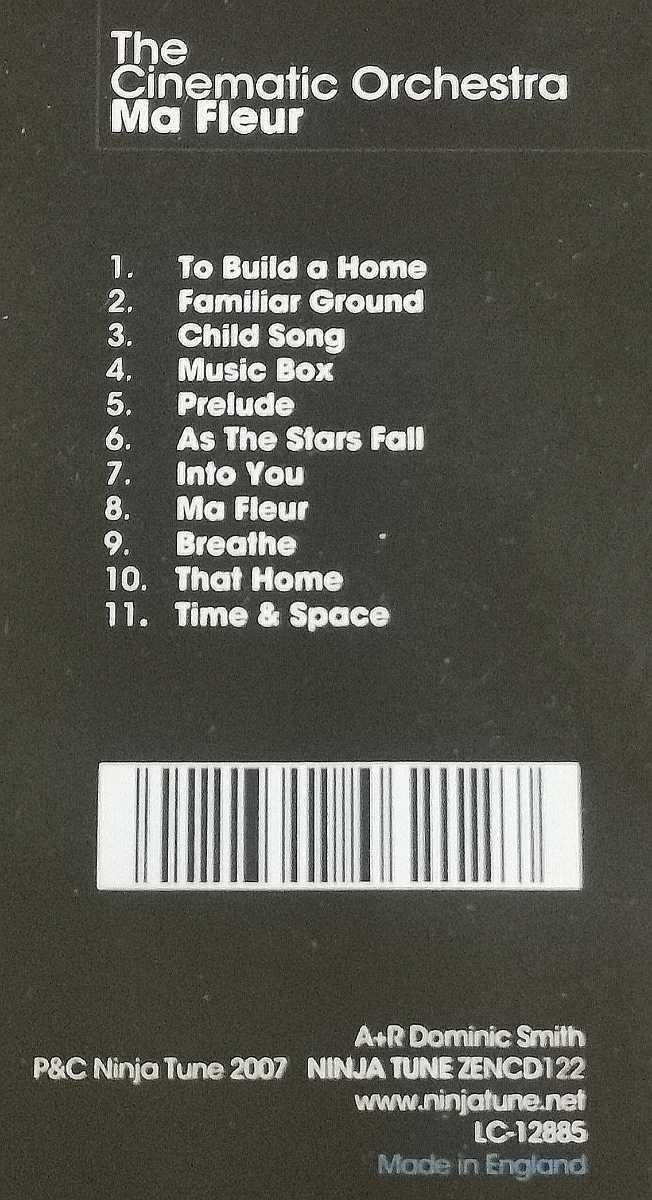 The
Cinematic Orchestra
Ma Fleur
1. To Build a Home
2. Familiar Ground
3. Child Song
4. Music Box
5. Prelude
6. As The Stars Fall
7. Into You
8. Ma Fleur
9. Breathe
10. That Home
11. Time & Space
A+R Dominic Smith
P&C Ninja Tune 2007 NINJA TUNE ZENCD122
www.ninjatune.net
LC-12885
Made in England